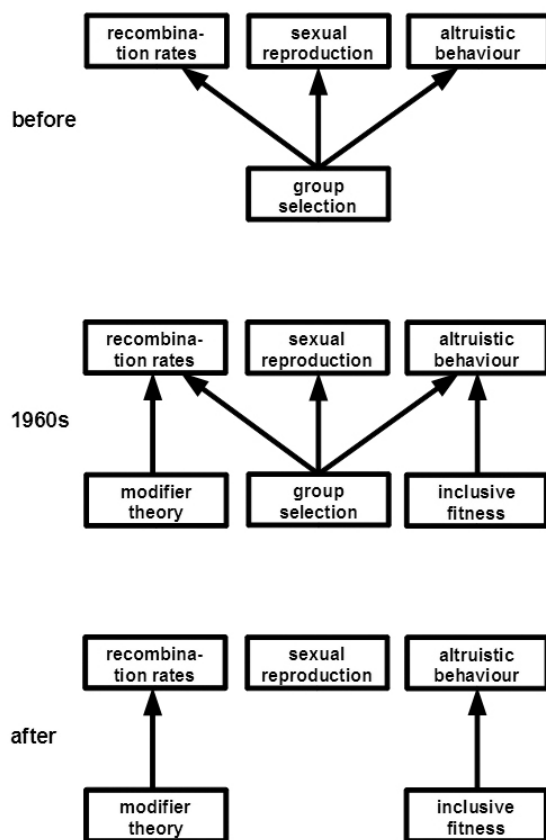 recombina-
tion rates
sexual
reproduction
altruistic
behaviour
before
group
selection
recombina-
tion rates
sexual
reproduction
altruistic
behaviour
1960s
modifier
theory
group
selection
inclusive
fitness
recombina-
tion rates
sexual
reproduction
altruistic
behaviour
after
modifier
theory
inclusive
fitness